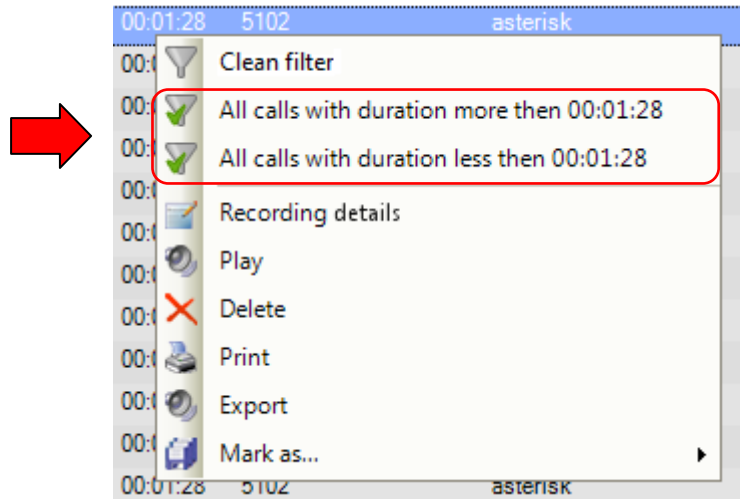 00:01:28 5102 asterisk
Clean filter
All calls with duration more then 00:01:28
All calls with duration less then 00:01:28
Recording details
Play
Delete
Print
Export
Mark as...
00:01:28 5102 asterisk